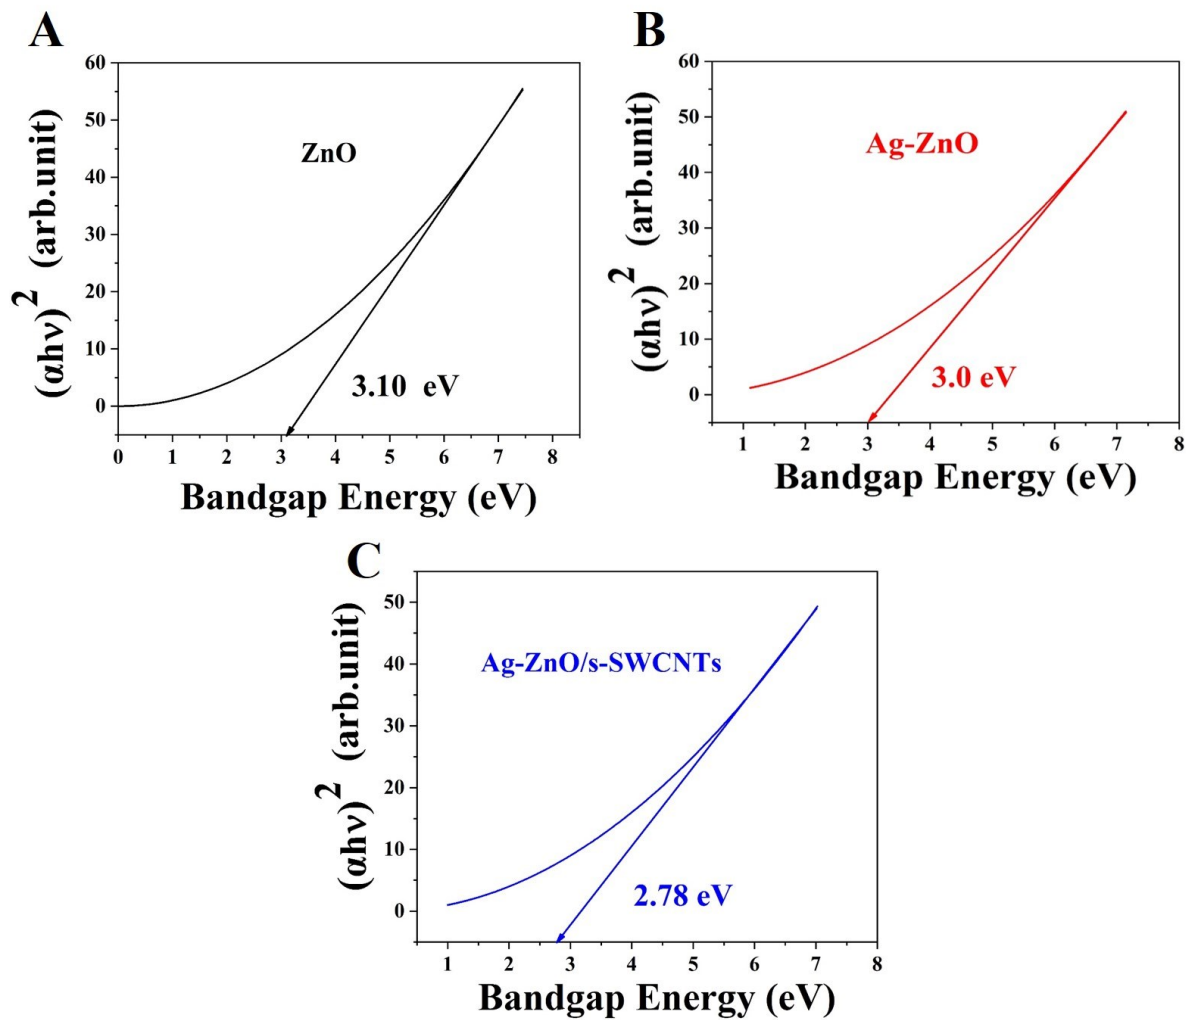 A
60
50
40
30
20
10
0
(αhν)² (arb.unit)
ZnO
3.10 eV
0 1 2 3 4 5 6 7 8
Bandgap Energy (eV)
B
60
50
40
30
20
10
0
(αhν)² (arb.unit)
Ag-ZnO
3.0 eV
1 2 3 4 5 6 7 8
Bandgap Energy (eV)
C
50
40
30
20
10
0
(αhν)² (arb.unit)
Ag-ZnO/s-SWCNTs
2.78 eV
1 2 3 4 5 6 7 8
Bandgap Energy (eV)